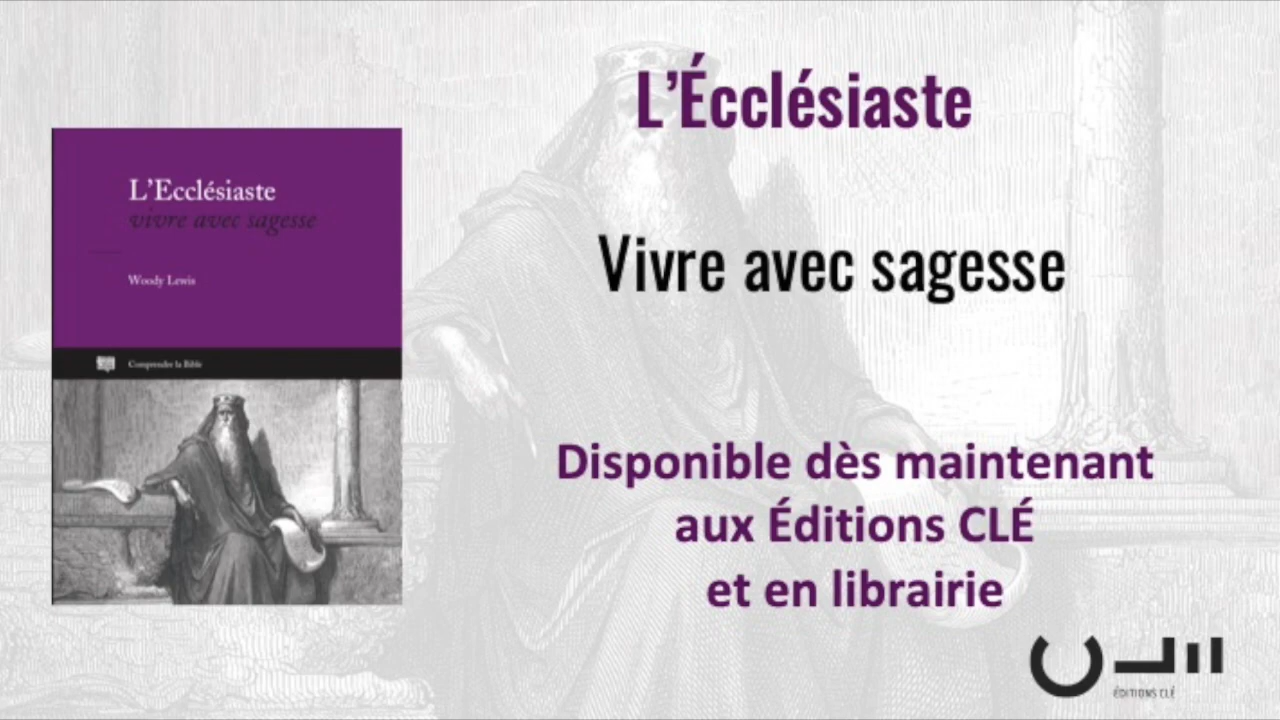 L'Écclésiaste
L'Ecclésiaste
vivre avec sagesse
Vivre avec sagesse
Woody Lewis
Comprendre la Bible
Disponible dès maintenant
aux Éditions CLÉ
et en librairie
ÉDITIONS CLÉ